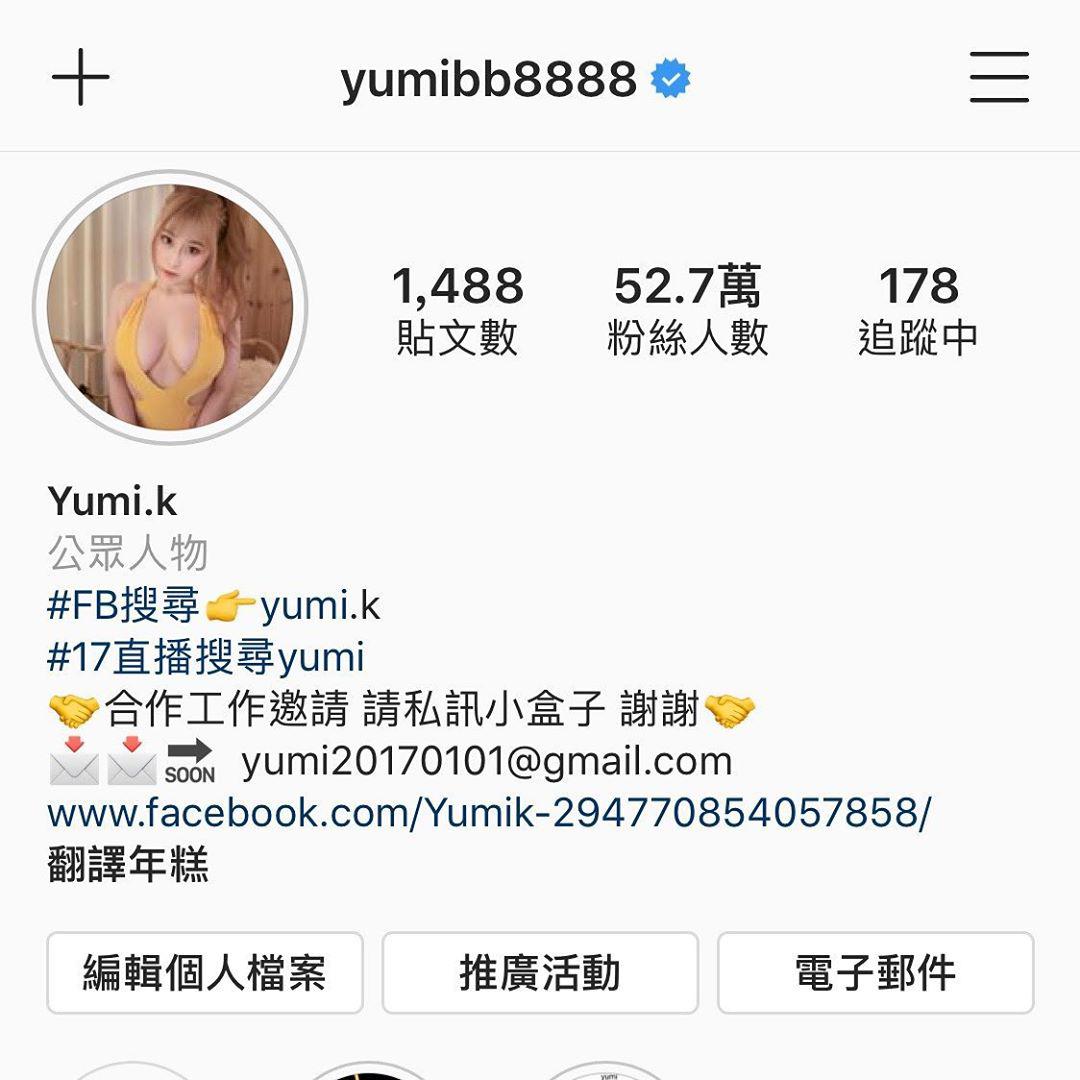 yumibb8888
1,488 52.7萬 178
貼文數 粉絲人數 追蹤中
Yumi.k
公眾人物
#FB搜尋👉yumi.k
#17直播搜尋yumi
🤝合作工作邀請 請私訊小盒子 謝謝🤝
📩📩🔜 yumi20170101@gmail.com
www.facebook.com/Yumik-294770854057858/
翻譯年糕
編輯個人檔案 推廣活動 電子郵件
yumi